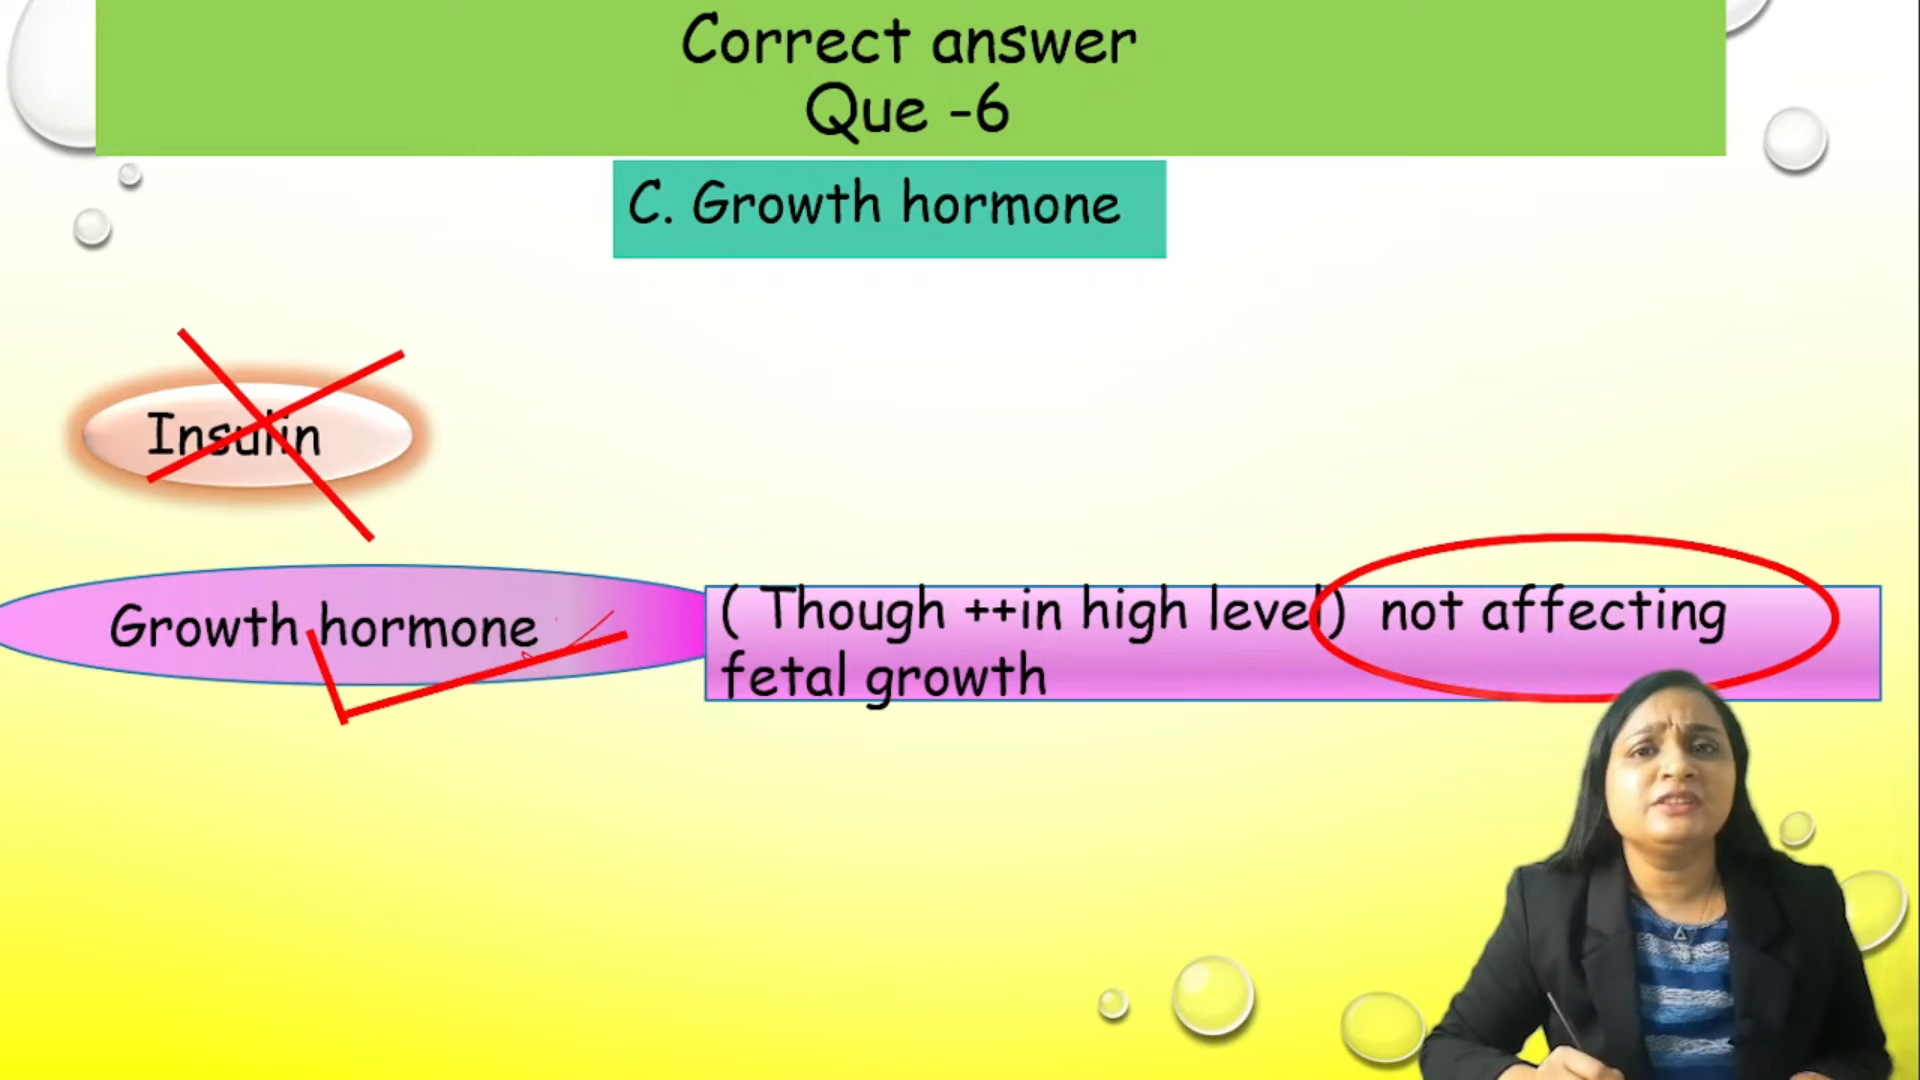 Correct answer
Que -6
C. Growth hormone
Insulin
Growth hormone
( Though ++in high level) not affecting
fetal growth